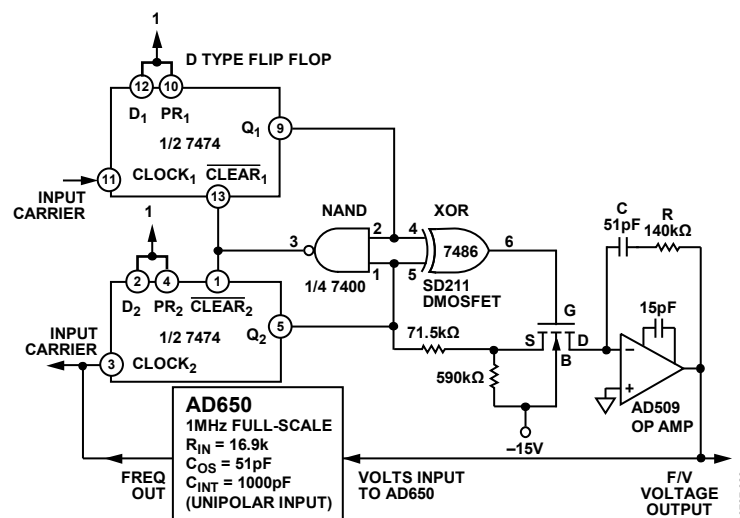 1
D TYPE FLIP FLOP
12 10
D1 PR1
Q1 9
1/2 7474
11 CLOCK1 CLEAR1
INPUT
CARRIER
13
1
NAND
XOR
2 4
3 7486 6
1 5
1/4 7400
SD211
DMOSFET
C
51pF
R
140kΩ
2 4 1
D2 PR2 CLEAR2
1/2 7474
Q2 5
INPUT
CARRIER
3 CLOCK2
71.5kΩ
590kΩ
G
S D
B
15pF
–
+
AD509
OP AMP
–15V
AD650
1MHz FULL-SCALE
RIN = 16.9k
COS = 51pF
CINT = 1000pF
(UNIPOLAR INPUT)
FREQ
OUT
VOLTS INPUT
TO AD650
F/V
VOLTAGE
OUTPUT